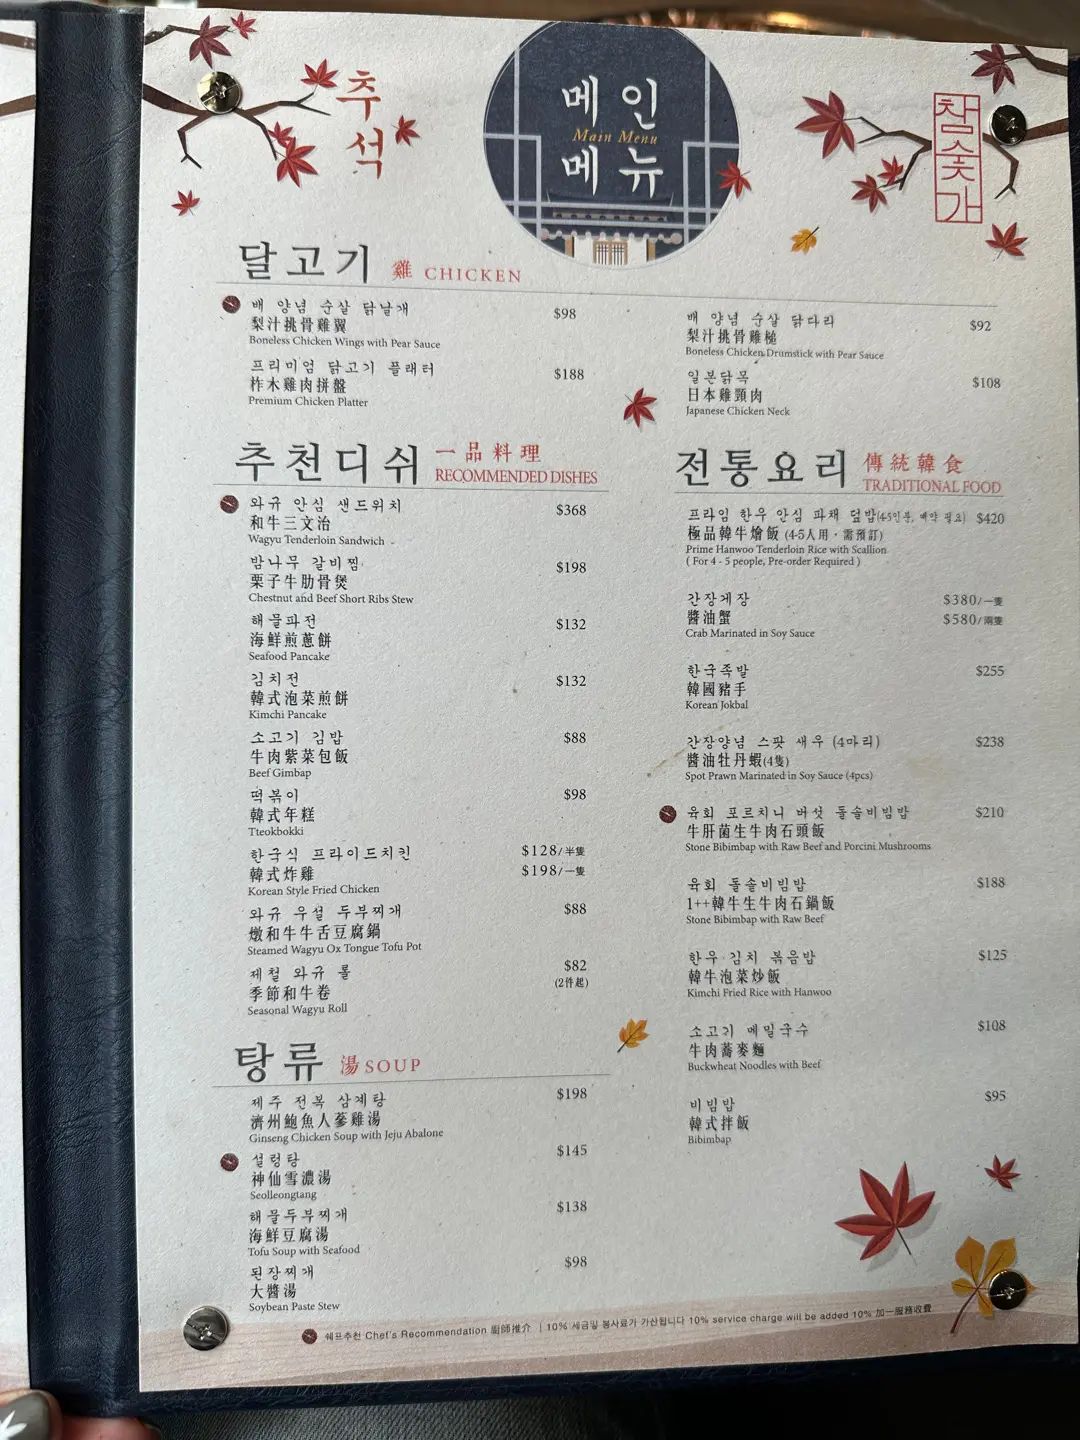 추석
메인
Main Menu
메뉴
참숯가
달고기 雞 CHICKEN
배 양념 순살 닭날개 $98
梨汁挑骨雞翼
Boneless Chicken Wings with Pear Sauce
프리미엄 닭고기 플래터 $188
柞木雞肉拼盤
Premium Chicken Platter
배 양념 순살 닭다리 $92
梨汁挑骨雞槌
Boneless Chicken Drumstick with Pear Sauce
일본닭목 $108
日本雞頸肉
Japanese Chicken Neck
추천디쉬 一品料理
RECOMMENDED DISHES
와규 안심 샌드위치 $368
和牛三文治
Wagyu Tenderloin Sandwich
밤나무 갈비찜 $198
栗子牛肋骨煲
Chestnut and Beef Short Ribs Stew
해물파전 $132
海鮮煎蔥餅
Seafood Pancake
김치전 $132
韓式泡菜煎餅
Kimchi Pancake
소고기 김밥 $88
牛肉紫菜包飯
Beef Gimbap
떡볶이 $98
韓式年糕
Tteokbokki
한국식 프라이드치킨 $128/半隻
韓式炸雞 $198/一隻
Korean Style Fried Chicken
와규 우설 두부찌개 $88
燉和牛牛舌豆腐鍋
Steamed Wagyu Ox Tongue Tofu Pot
제철 와규 롤 $82
季節和牛卷 (2件起)
Seasonal Wagyu Roll
탕류 湯 SOUP
제주 전복 삼계탕 $198
濟州鮑魚人蔘雞湯
Ginseng Chicken Soup with Jeju Abalone
설렁탕 $145
神仙雪濃湯
Seolleongtang
해물두부찌개 $138
海鮮豆腐湯
Tofu Soup with Seafood
된장찌개 $98
大醬湯
Soybean Paste Stew
전통요리 傳統韓食
TRADITIONAL FOOD
프라임 한우 안심 파채 덮밥(4-5인분, 예약 필요) $420
極品韓牛燴飯 (4-5人用，需預訂)
Prime Hanwoo Tenderloin Rice with Scallion
( For 4 - 5 people, Pre-order Required )
간장게장 $380/一隻
醬油蟹 $580/兩隻
Crab Marinated in Soy Sauce
한국족발 $255
韓國豬手
Korean Jokbal
간장양념 스팟 새우 (4마리) $238
醬油牡丹蝦(4隻)
Spot Prawn Marinated in Soy Sauce (4pcs)
육회 포르치니 버섯 돌솥비빔밥 $210
牛肝菌生牛肉石頭飯
Stone Bibimbap with Raw Beef and Porcini Mushrooms
육회 돌솥비빔밥 $188
1++韓牛生牛肉石鍋飯
Stone Bibimbap with Raw Beef
한우 김치 볶음밥 $125
韓牛泡菜炒飯
Kimchi Fried Rice with Hanwoo
소고기 메밀국수 $108
牛肉蕎麥麵
Buckwheat Noodles with Beef
비빔밥 $95
韓式拌飯
Bibimbap
쉐프추천 Chef's Recommendation 廚師推介 | 10% 세금및 봉사료가 가산됩니다 10% service charge will be added 10% 加一服務收費